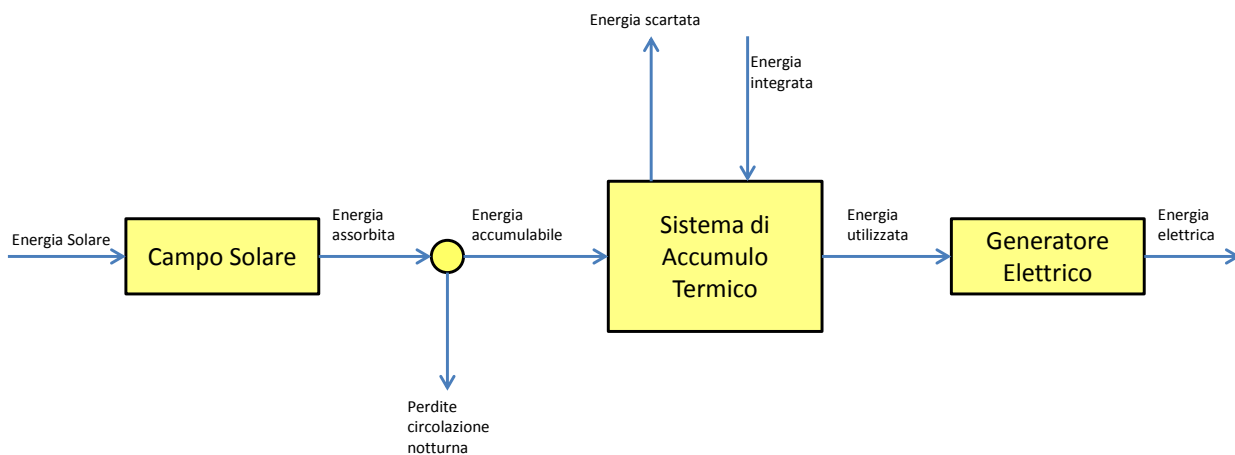 Energia scartata
Energia
integrata
Energia Solare
Campo Solare
Energia
assorbita
Energia
accumulabile
Sistema di
Accumulo
Termico
Energia
utilizzata
Generatore
Elettrico
Energia
elettrica
Perdite
circolazione
notturna